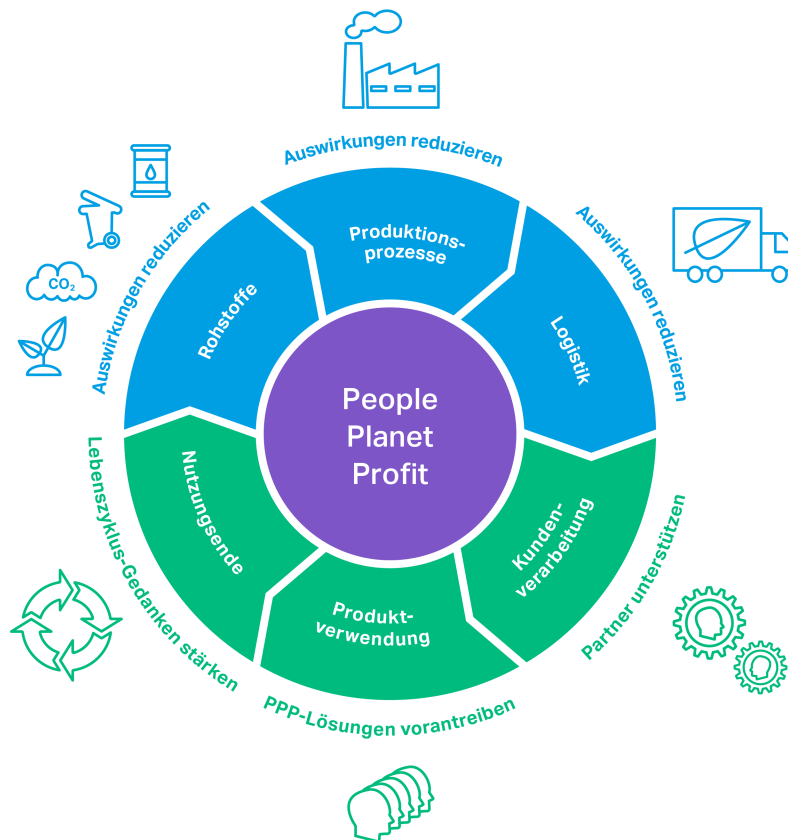 Auswirkungen reduzieren
Produktions-
prozesse
Auswirkungen reduzieren
Logistik
Partner unterstützen
Kunden-
verarbeitung
PPP-Lösungen vorantreiben
Produkt-
verwendung
Lebenszyklus-Gedanken stärken
Nutzungsende
Auswirkungen reduzieren
Rohstoffe
CO₂
People
Planet
Profit